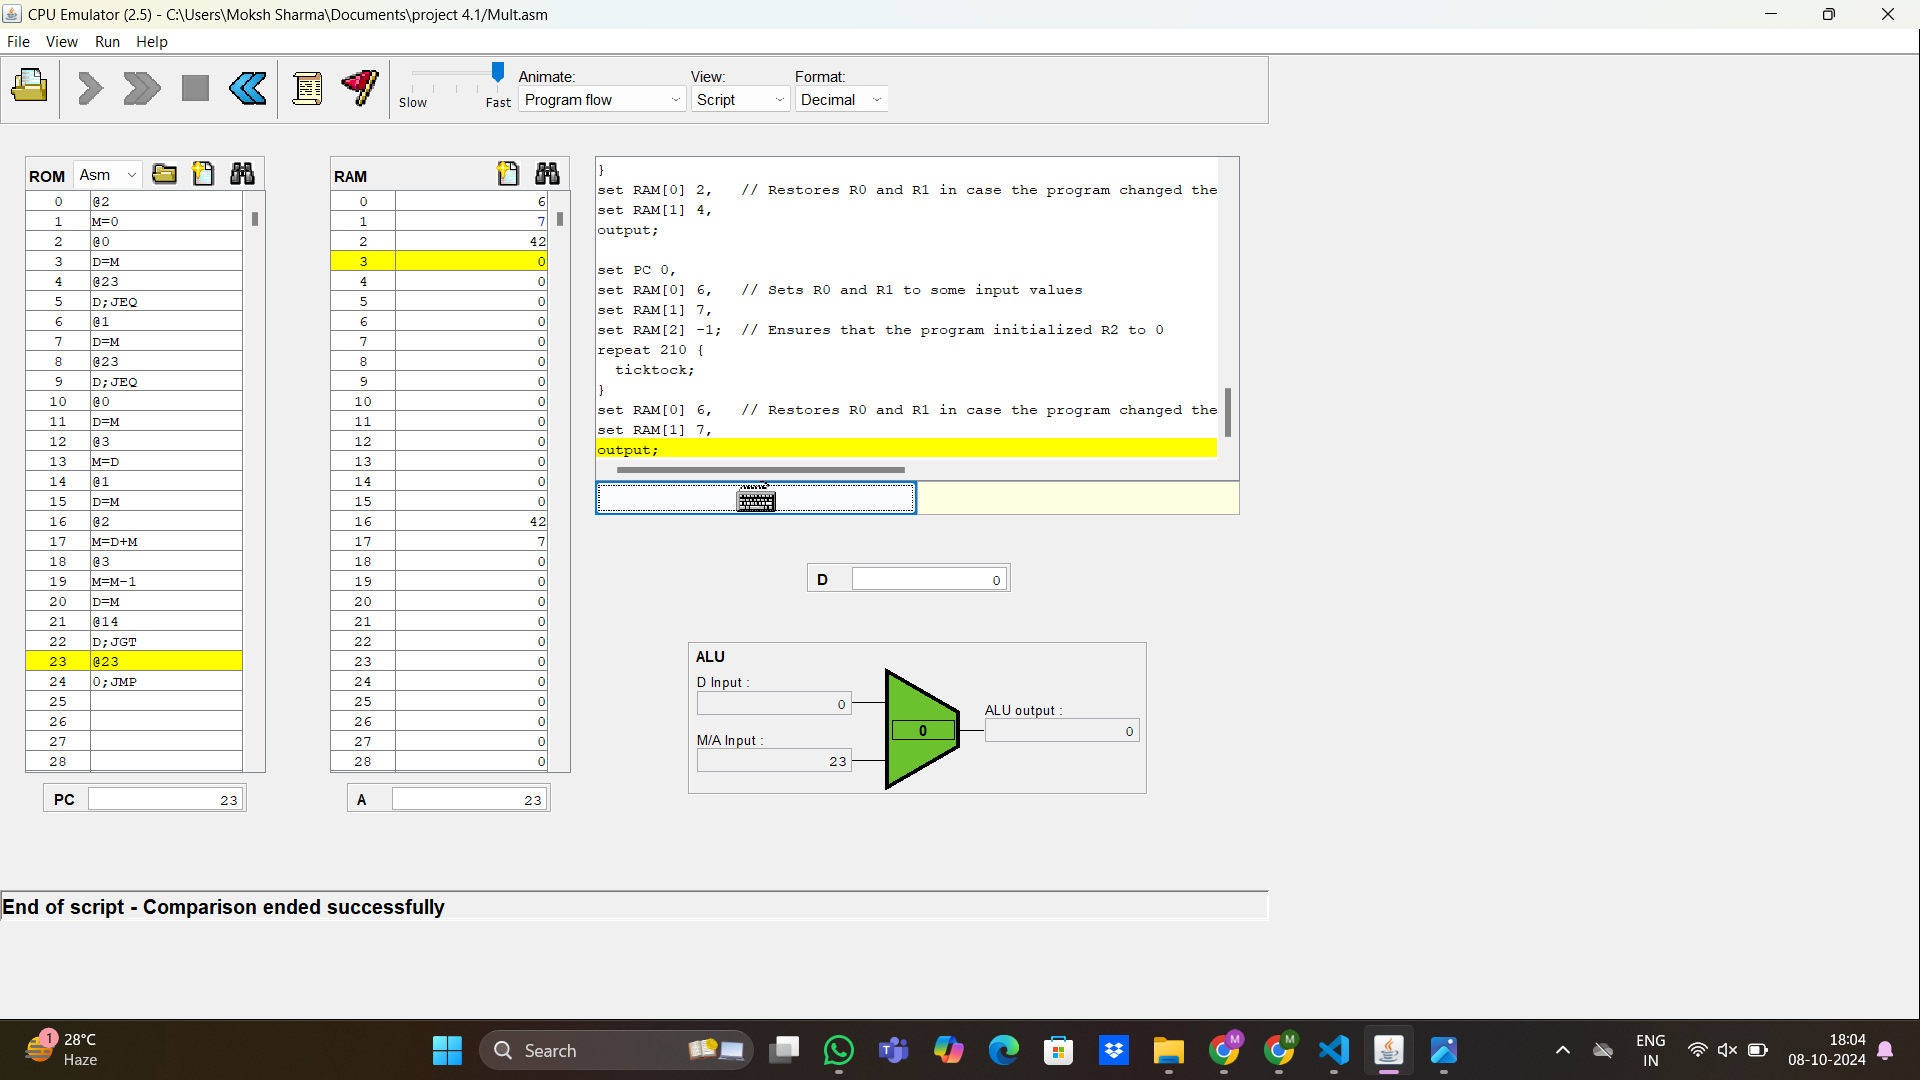 CPU Emulator (2.5) - C:\Users\Moksh Sharma\Documents\project 4.1/Mult.asm
File View Run Help
Slow Fast
Animate:
Program flow
View:
Script
Format:
Decimal
ROM Asm
0 @2
1 M=0
2 @0
3 D=M
4 @23
5 D;JEQ
6 @1
7 D=M
8 @23
9 D;JEQ
10 @0
11 D=M
12 @3
13 M=D
14 @1
15 D=M
16 @2
17 M=D+M
18 @3
19 M=M-1
20 D=M
21 @14
22 D;JGT
23 @23
24 0;JMP
25
26
27
28
PC 23
RAM
0 6
1 7
2 42
3 0
4 0
5 0
6 0
7 0
8 0
9 0
10 0
11 0
12 0
13 0
14 0
15 0
16 42
17 7
18 0
19 0
20 0
21 0
22 0
23 0
24 0
25 0
26 0
27 0
28 0
A 23
}
set RAM[0] 2, // Restores R0 and R1 in case the program changed the
set RAM[1] 4,
output;
set PC 0,
set RAM[0] 6, // Sets R0 and R1 to some input values
set RAM[1] 7,
set RAM[2] -1; // Ensures that the program initialized R2 to 0
repeat 210 {
ticktock;
}
set RAM[0] 6, // Restores R0 and R1 in case the program changed the
set RAM[1] 7,
output;
D 0
ALU
D Input :
0
M/A Input :
23
0
ALU output :
0
End of script - Comparison ended successfully
1
28°C
Haze
Search
M
M
ENG
IN
18:04
08-10-2024